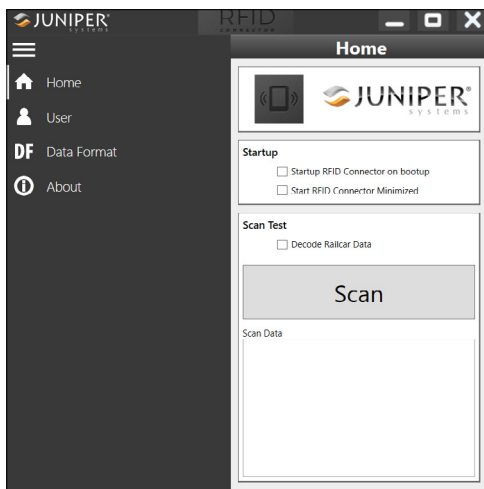 JUNIPER®
systems
RFID
CONNECTOR
Home
Home
User
DF Data Format
About
JUNIPER®
systems
Startup
Startup RFID Connector on bootup
Start RFID Connector Minimized
Scan Test
Decode Railcar Data
Scan
Scan Data